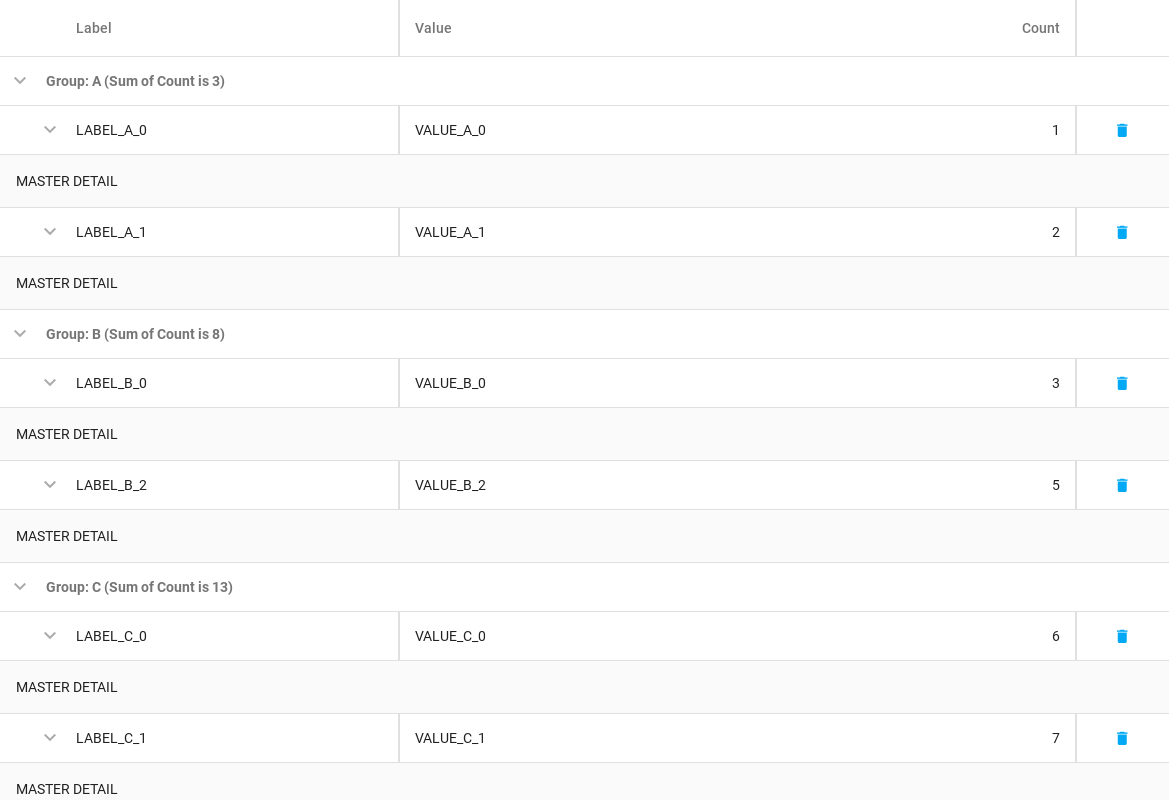 Label Value Count
Group: A (Sum of Count is 3)
LABEL_A_0 VALUE_A_0 1
MASTER DETAIL
LABEL_A_1 VALUE_A_1 2
MASTER DETAIL
Group: B (Sum of Count is 8)
LABEL_B_0 VALUE_B_0 3
MASTER DETAIL
LABEL_B_2 VALUE_B_2 5
MASTER DETAIL
Group: C (Sum of Count is 13)
LABEL_C_0 VALUE_C_0 6
MASTER DETAIL
LABEL_C_1 VALUE_C_1 7
MASTER DETAIL